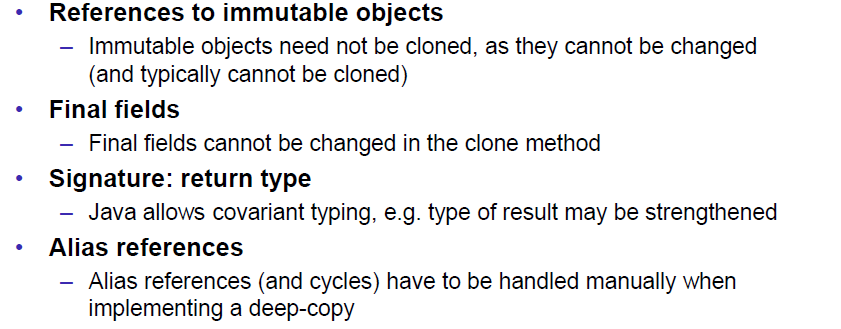 • References to immutable objects
– Immutable objects need not be cloned, as they cannot be changed
(and typically cannot be cloned)
• Final fields
– Final fields cannot be changed in the clone method
• Signature: return type
– Java allows covariant typing, e.g. type of result may be strengthened
• Alias references
– Alias references (and cycles) have to be handled manually when
implementing a deep-copy